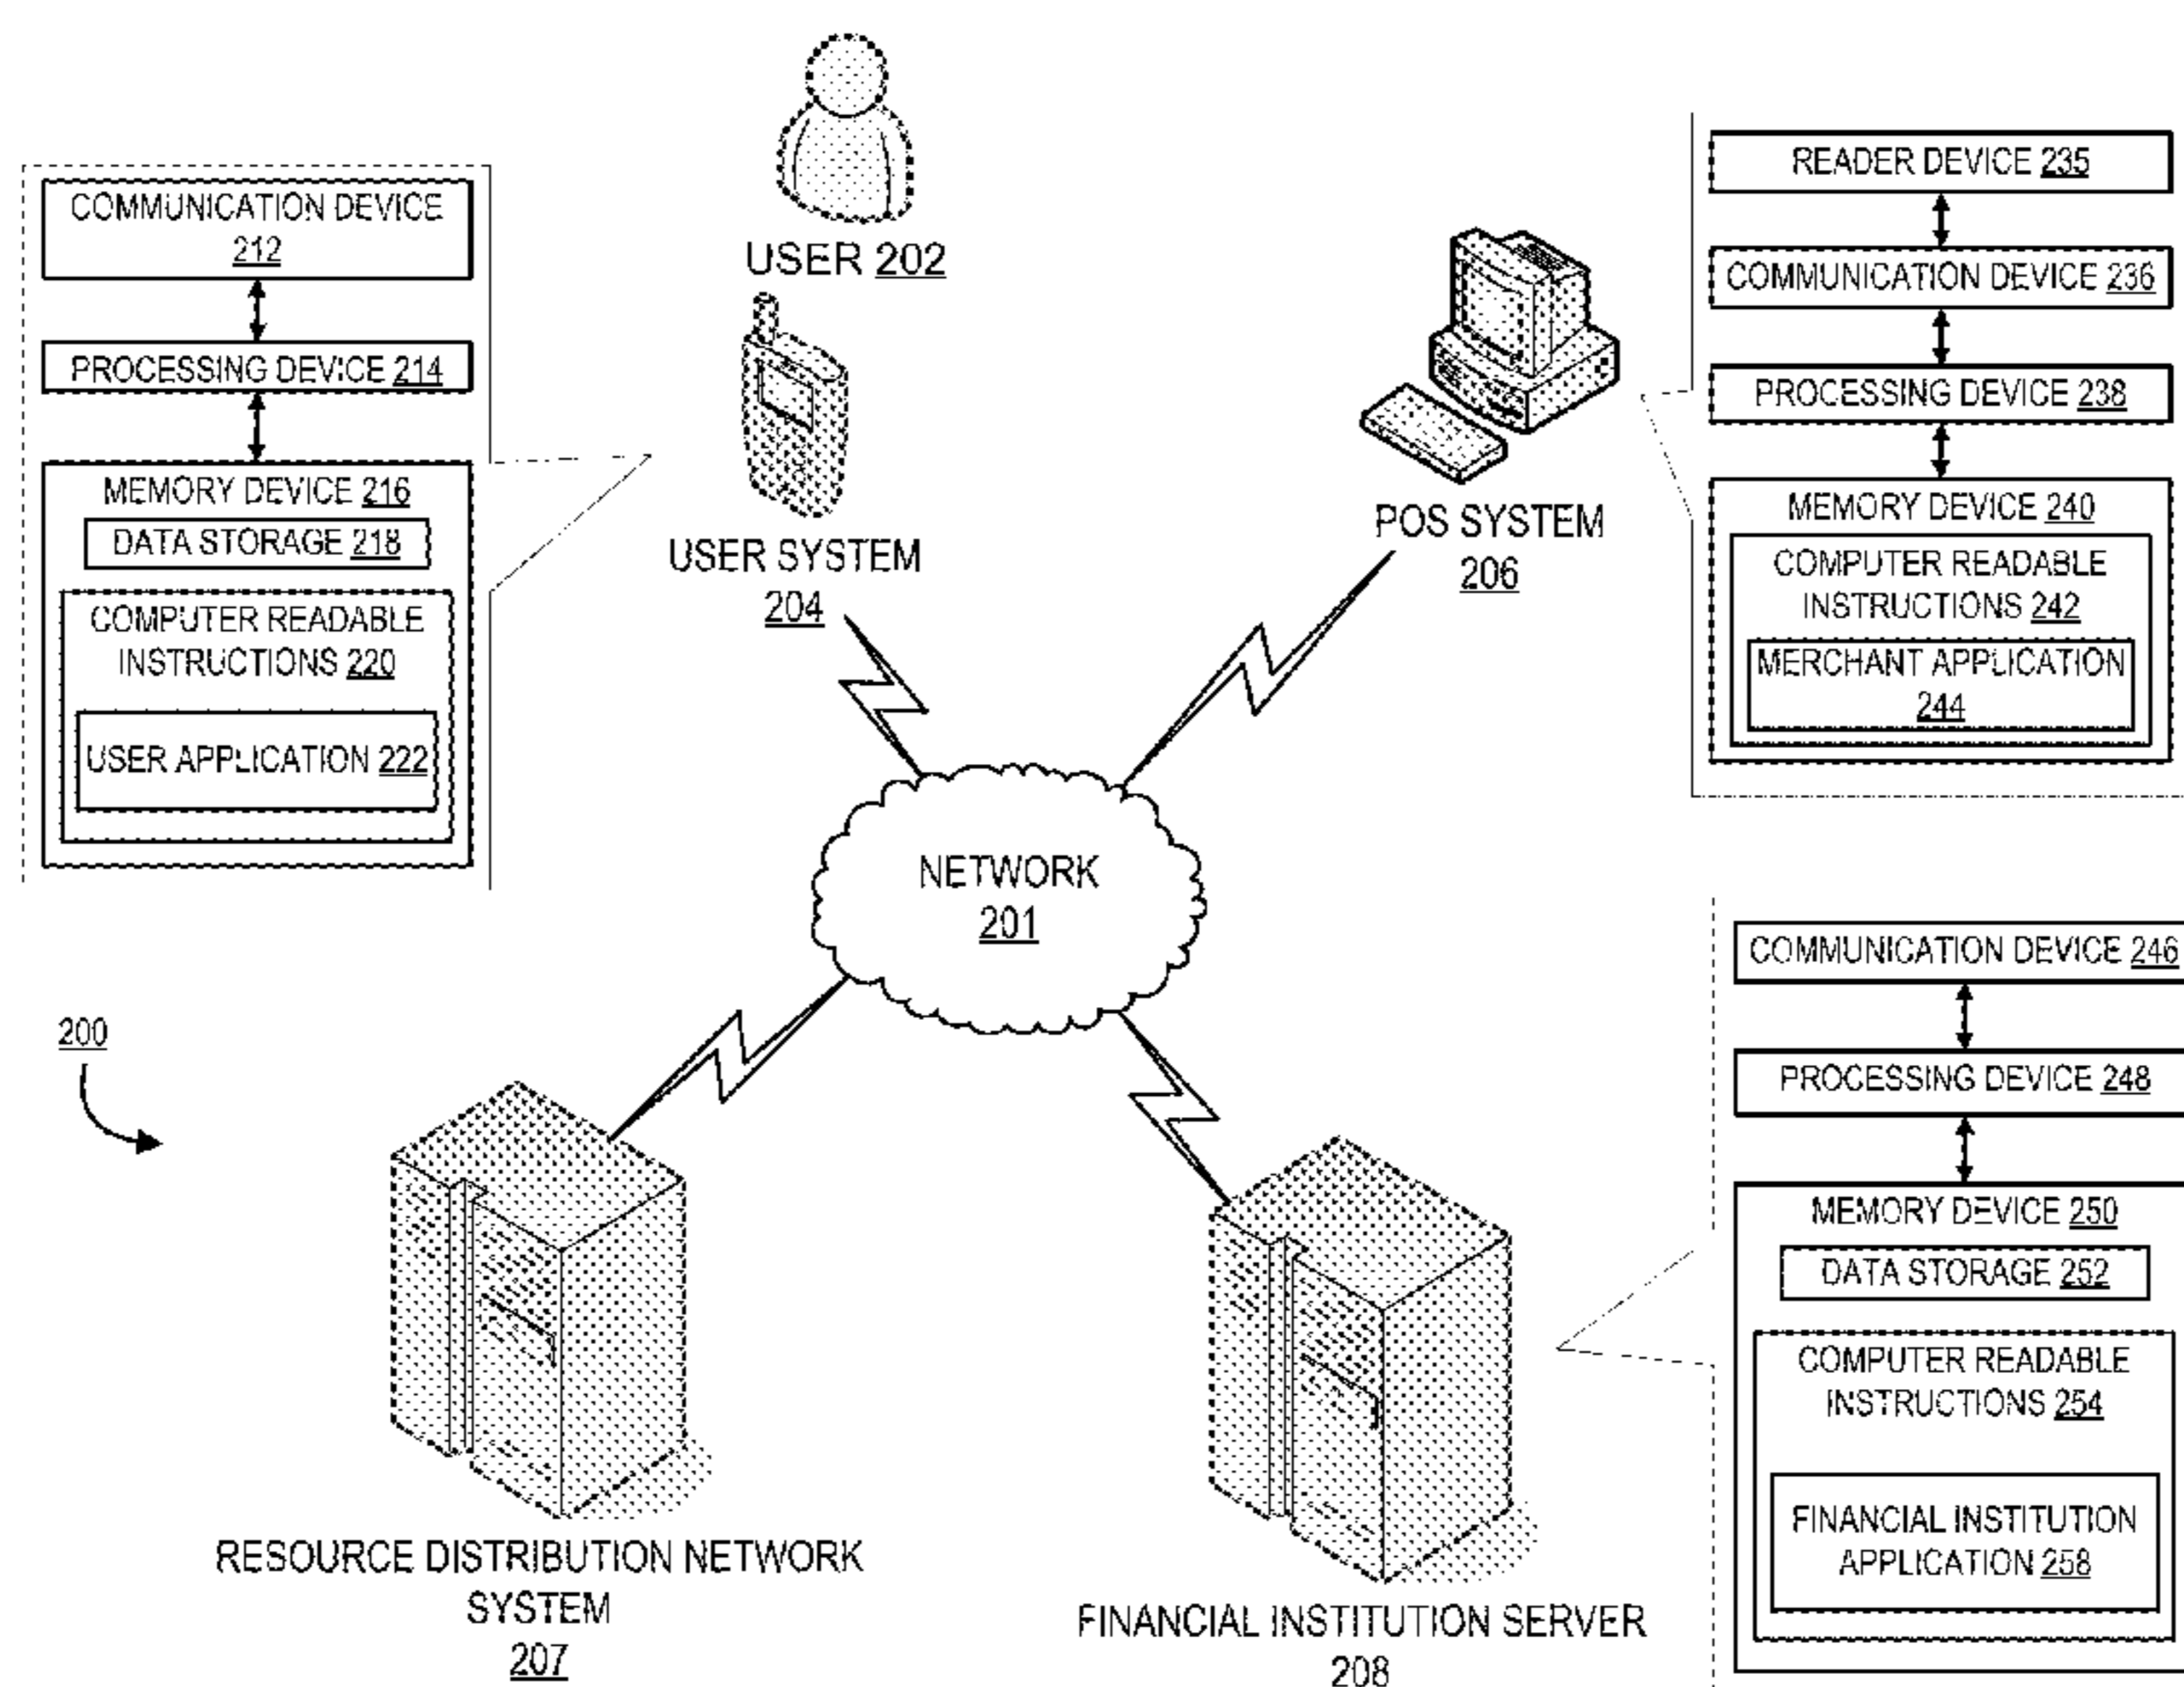 COMMUNICATION DEVICE
212
PROCESSING DEVICE 214
MEMORY DEVICE 216
DATA STORAGE 218
COMPUTER READABLE
INSTRUCTIONS 220
USER APPLICATION 222
USER 202
USER SYSTEM
204
POS SYSTEM
206
READER DEVICE 235
COMMUNICATION DEVICE 236
PROCESSING DEVICE 238
MEMORY DEVICE 240
COMPUTER READABLE
INSTRUCTIONS 242
MERCHANT APPLICATION
244
NETWORK
201
200
RESOURCE DISTRIBUTION NETWORK
SYSTEM
207
FINANCIAL INSTITUTION SERVER
208
COMMUNICATION DEVICE 246
PROCESSING DEVICE 248
MEMORY DEVICE 250
DATA STORAGE 252
COMPUTER READABLE
INSTRUCTIONS 254
FINANCIAL INSTITUTION
APPLICATION 258